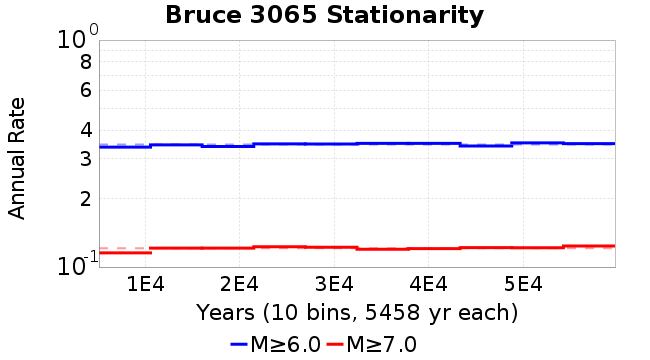 Bruce 3065 Stationarity
10^0
8
6
4
3
2
10^-1
Annual Rate
1E4 2E4 3E4 4E4 5E4
Years (10 bins, 5458 yr each)
M≥6.0 M≥7.0